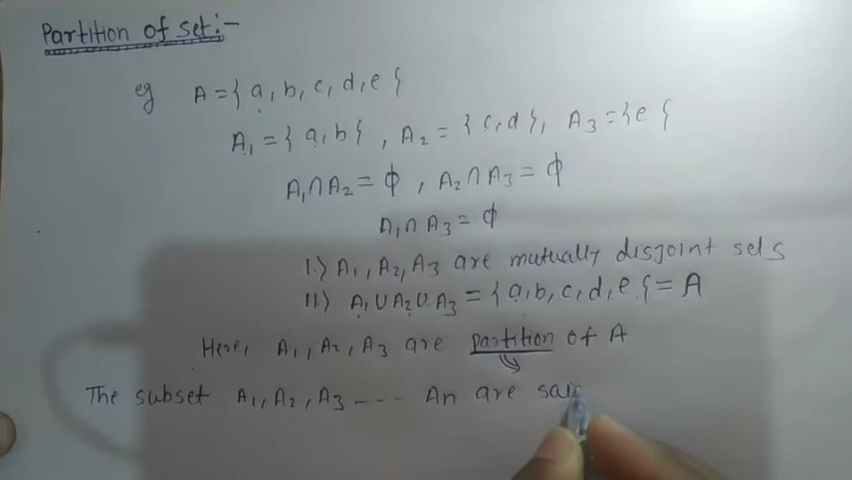 Partition of set:-
eg A = { a, b, c, d, e }
A₁ = { a, b }, A₂ = { c, d }, A₃ = { e }
A₁ ∩ A₂ = ϕ, A₂ ∩ A₃ = ϕ
A₁ ∩ A₃ = ϕ
I.) A₁, A₂, A₃ are mutually disjoint sets
II.) A₁ ∪ A₂ ∪ A₃ = { a, b, c, d, e } = A
Here, A₁, A₂, A₃ are partition of A
The subset A₁, A₂, A₃ ---- An are sai